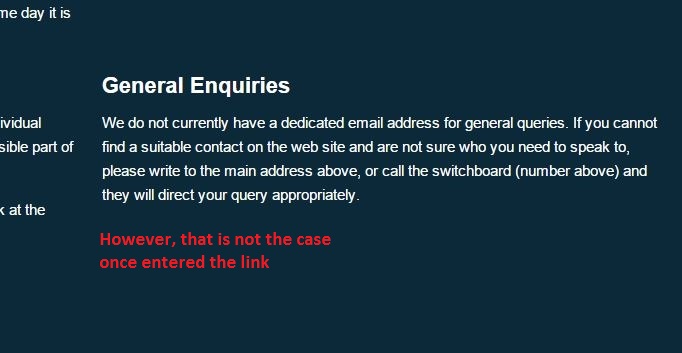 me day it is
ividual
sible part of
k at the
General Enquiries
We do not currently have a dedicated email address for general queries. If you cannot
find a suitable contact on the web site and are not sure who you need to speak to,
please write to the main address above, or call the switchboard (number above) and
they will direct your query appropriately.
However, that is not the case
once entered the link